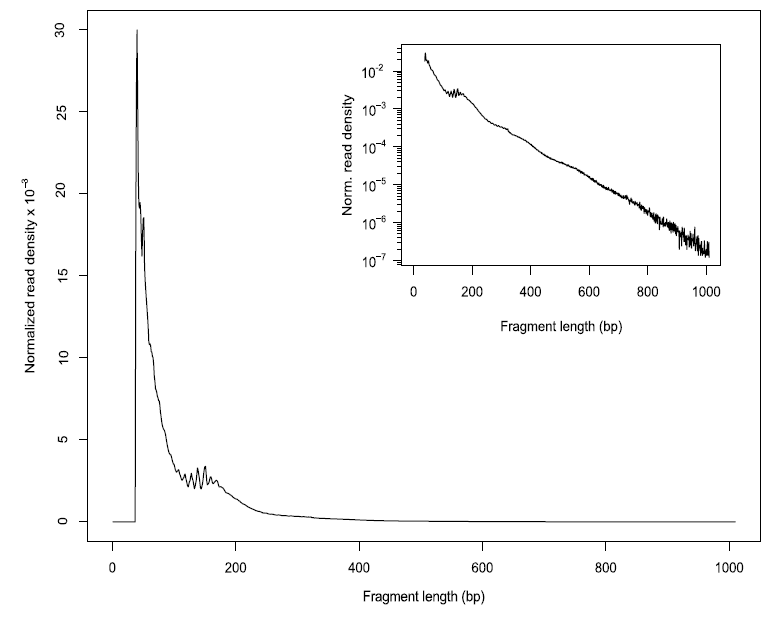 Normalized read density x 10⁻³
30
25
20
15
10
5
0
0 200 400 600 800 1000
Fragment length (bp)
Norm. read density
10⁻²
10⁻³
10⁻⁴
10⁻⁵
10⁻⁶
10⁻⁷
0 200 400 600 800 1000
Fragment length (bp)